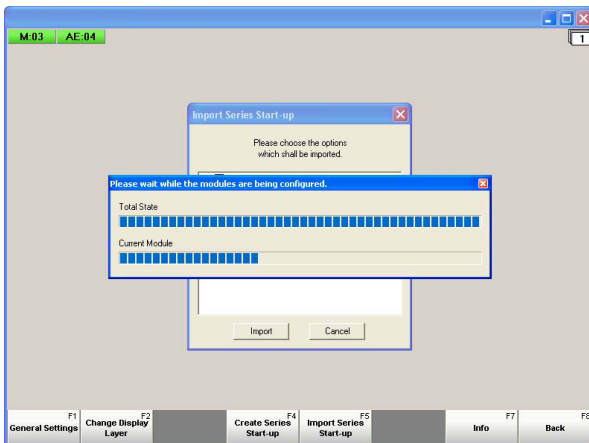 M:03 AE:04
1
Import Series Start-up
Please choose the options
which shall be imported.
Please wait while the modules are being configured.
Total State
Current Module
Import Cancel
F1 F2 F4 F5 F7 F8
General Settings Change Display Layer Create Series Start-up Import Series Start-up Info Back